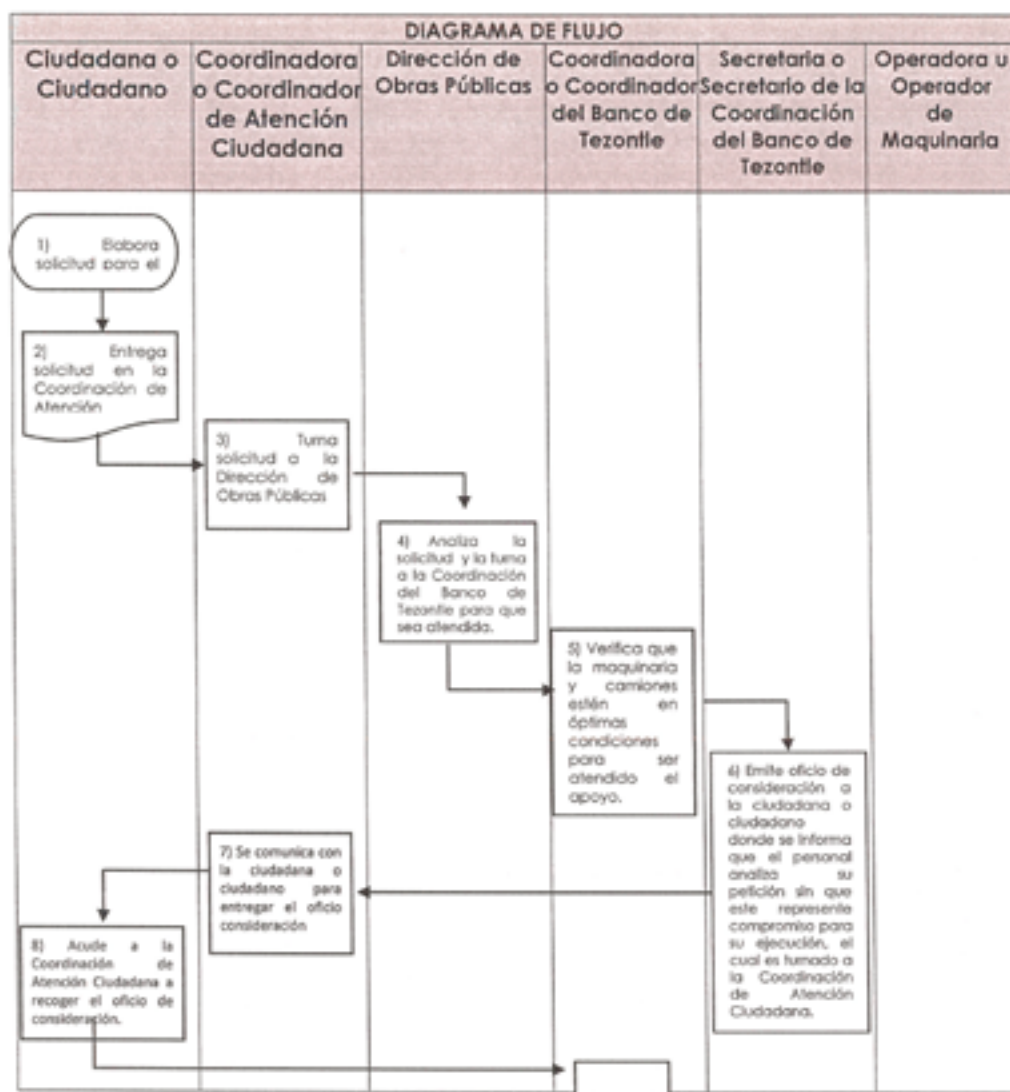 DIAGRAMA DE FLUJO
Ciudadana o
Ciudadano
Coordinadora
o Coordinador
de Atención
Ciudadana
Dirección de
Obras Públicas
Coordinadora
o Coordinador
del Banco de
Tezontle
Secretaria o
Secretario de la
Coordinación
del Banco de
Tezontle
Operadora u
Operador
de
Maquinaria
1) Elabora
solicitud para el
2) Entrega
solicitud en la
Coordinación de
Atención
3) Turna
solicitud a la
Dirección de
Obras Públicas
4) Analiza la
solicitud y la turna
a la Coordinación
del Banco de
Tezontle para que
sea atendida.
5) Verifica que
la maquinaria
y camiones
estén en
óptimas
condiciones
para ser
atendido el
apoyo.
6) Emite oficio de
consideración a
la ciudadana o
ciudadano
donde se informa
que el personal
analiza su
petición sin que
este represente
compromiso para
su ejecución, el
cual es turnado a
la Coordinación
de Atención
Ciudadana.
7) Se comunica con
la ciudadana o
ciudadano para
entregar el oficio
consideración
8) Acude a la
Coordinación de
Atención Ciudadana a
recoger el oficio de
consideración.